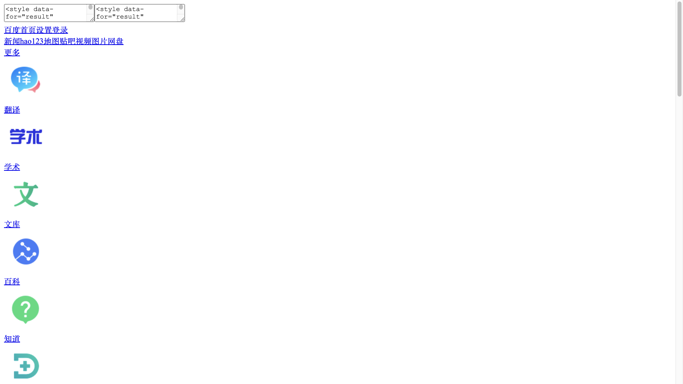 <style data-for="result" <style data-for="result"
百度首页设置登录
新闻hao123地图贴吧视频图片网盘
更多
译
翻译
学术
学术
文
文库
百科
?
知道